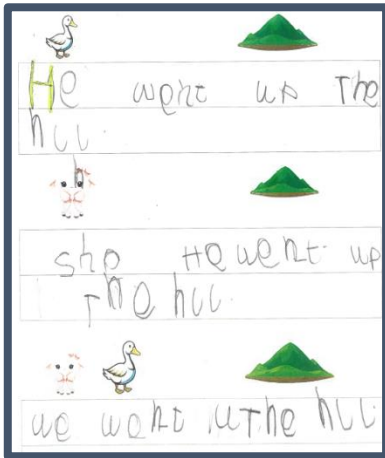 He went up The
hill
she He went up
The hill.
we went u The hill.